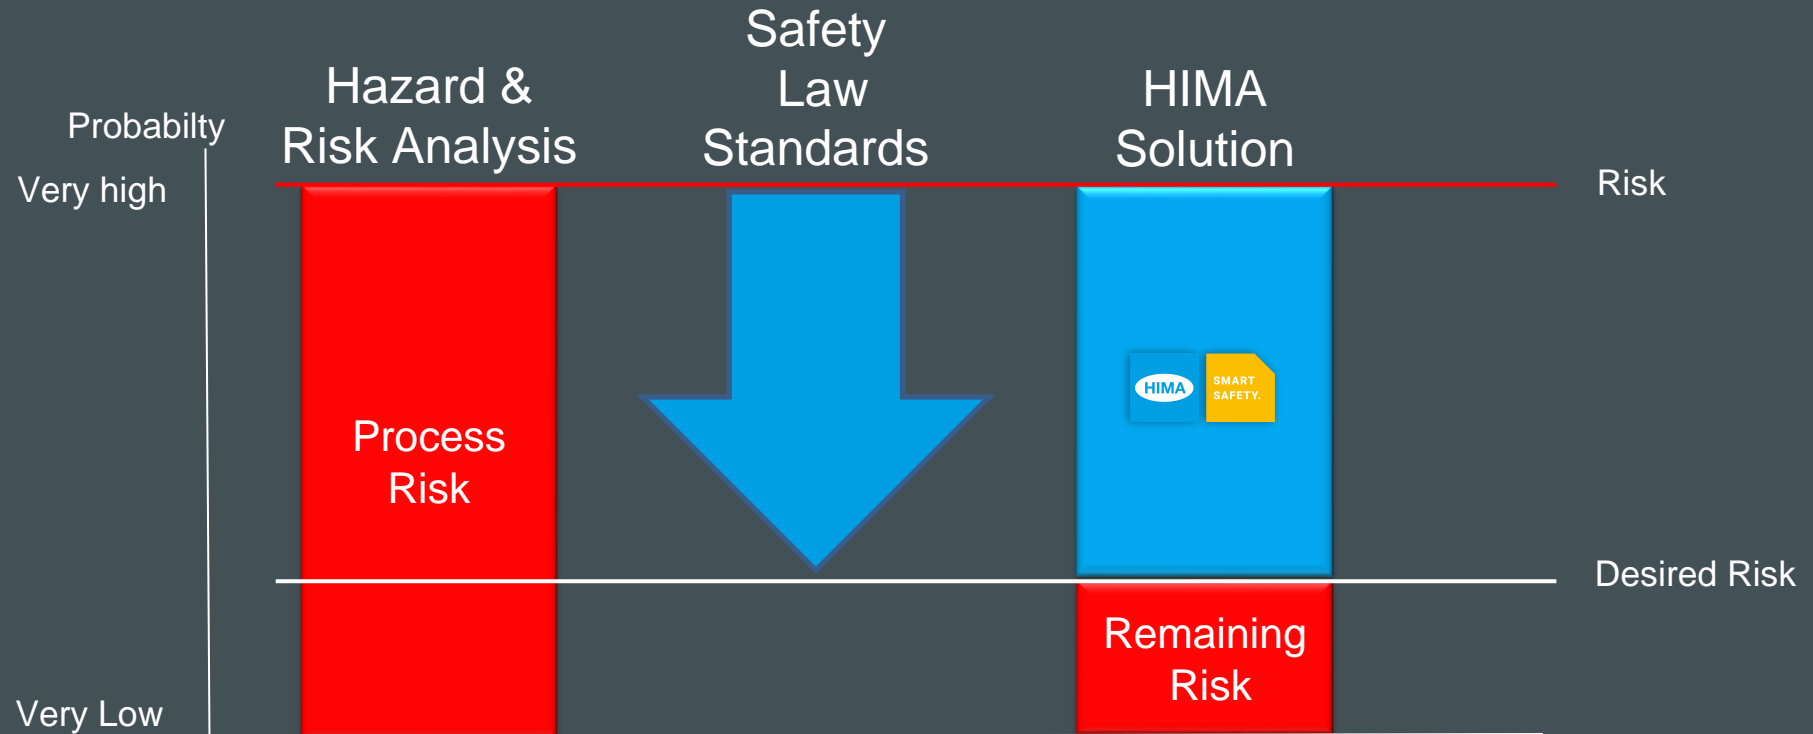 Safety
Law
Standards
Hazard &
Risk Analysis
HIMA
Solution
Probabilty
Very high
Risk
HIMA
SMART
SAFETY.
Process
Risk
Desired Risk
Remaining
Risk
Very Low